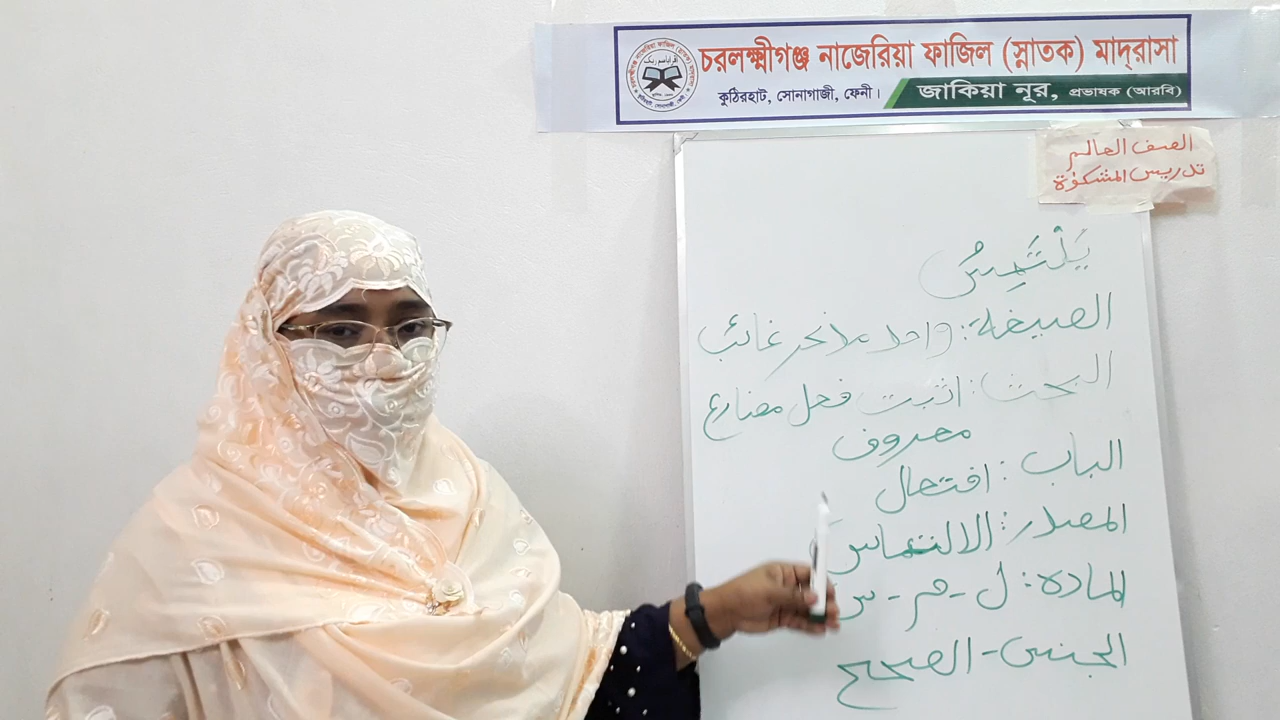 চরলক্ষ্মীগঞ্জ নাজেরিয়া ফাজিল (স্নাতক) মাদ্‌রাসা
কুঠিরহাট, সোনাগাজী, ফেনী।
জাকিয়া নূর, প্রভাষক (আরবি)
الصف العالم
تدريس المشكوٰة
يَلْتَمِسُ
الصيغة: واحد مذكر غائب
البحث: اثبت فعل مضارع
معروف
الباب: افتعال
المصدر: الالتماس
المادة: ل - م - س
الجنس - الصحيح